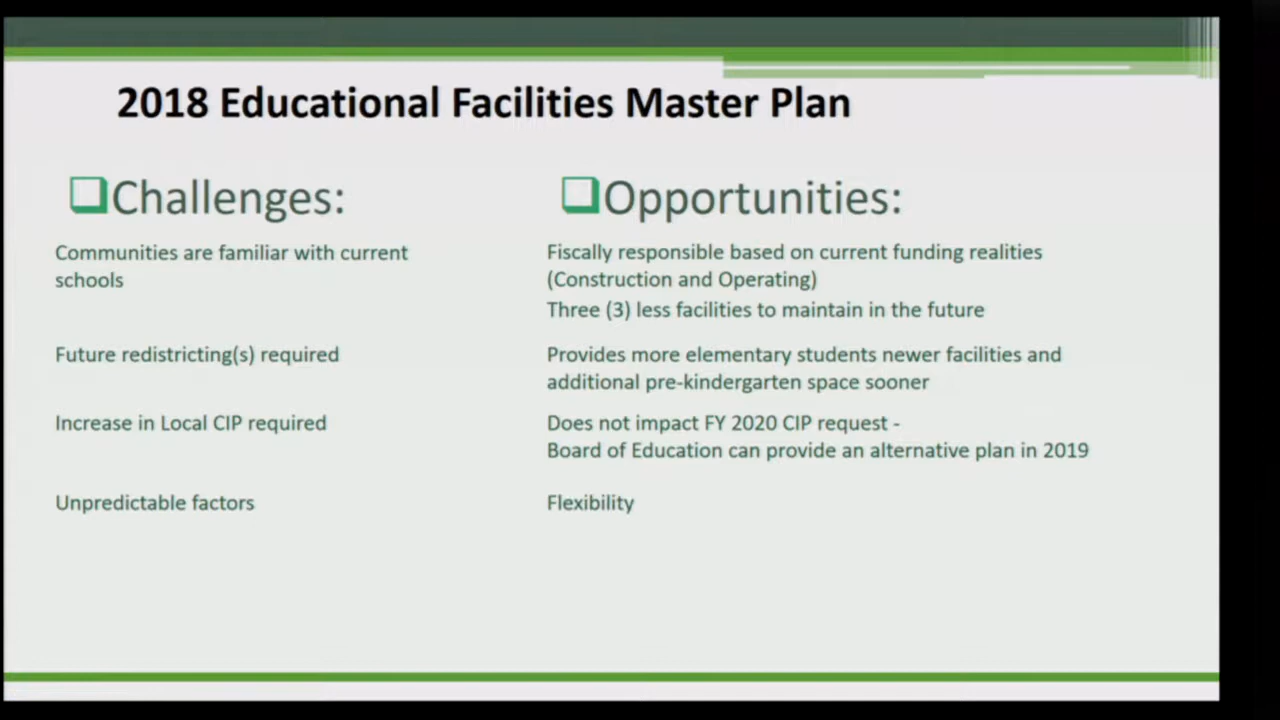 2018 Educational Facilities Master Plan
Challenges:
Communities are familiar with current
schools
Future redistricting(s) required
Increase in Local CIP required
Unpredictable factors
Opportunities:
Fiscally responsible based on current funding realities
(Construction and Operating)
Three (3) less facilities to maintain in the future
Provides more elementary students newer facilities and
additional pre-kindergarten space sooner
Does not impact FY 2020 CIP request -
Board of Education can provide an alternative plan in 2019
Flexibility